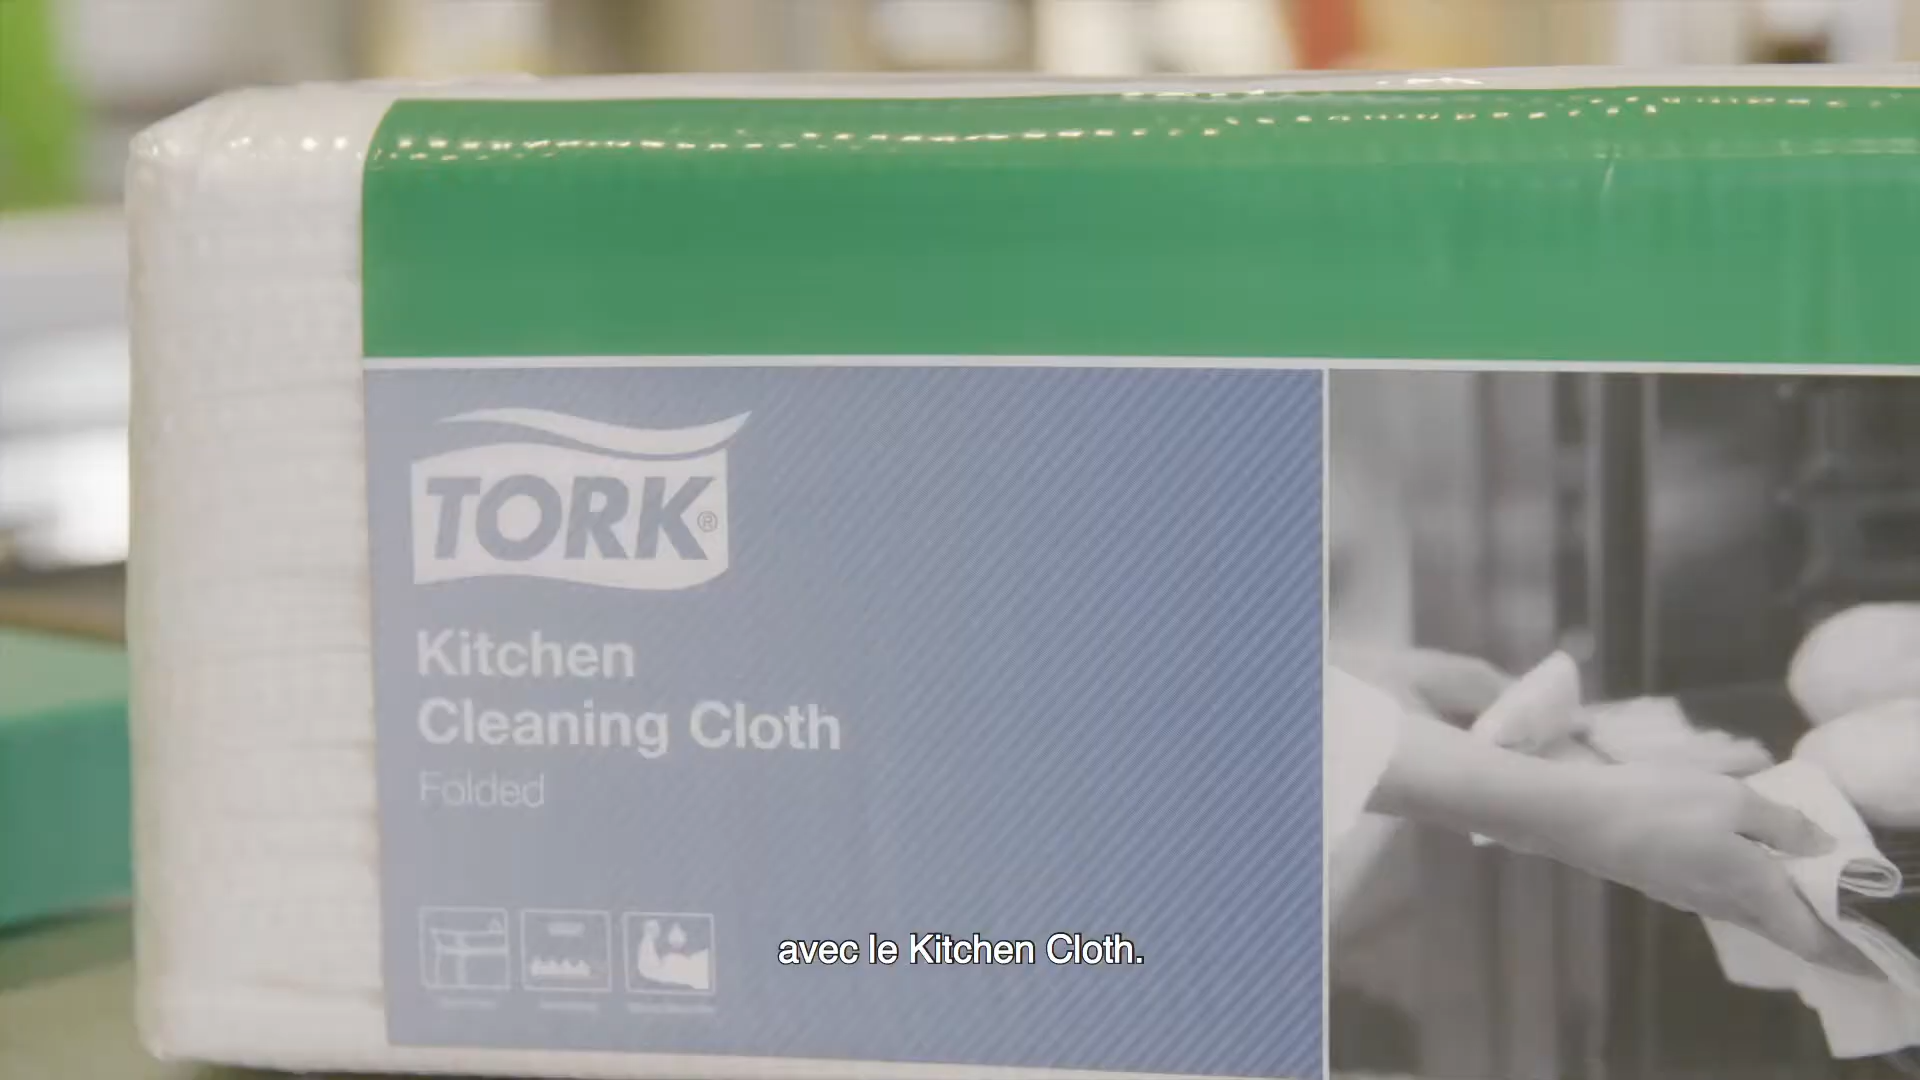 TORK®
Kitchen
Cleaning Cloth
Folded
avec le Kitchen Cloth.